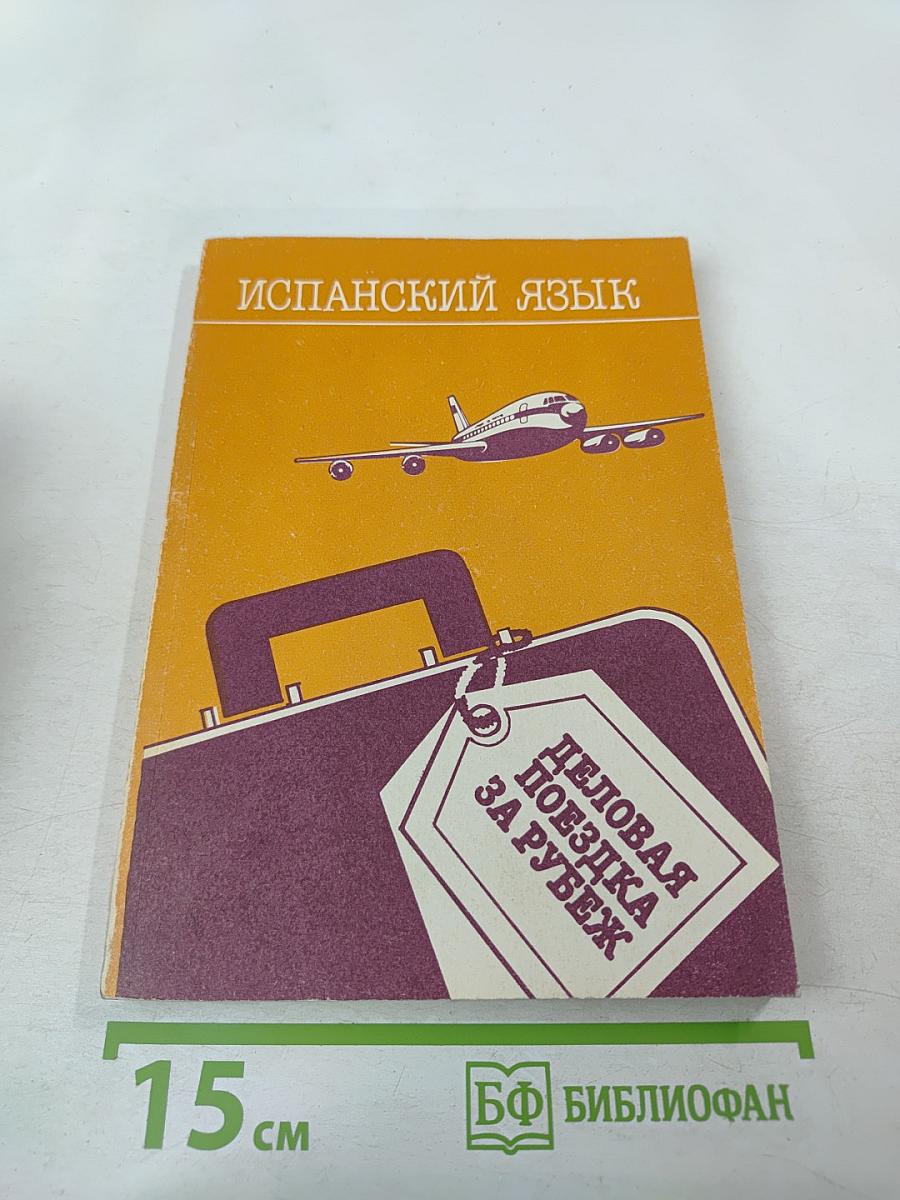 ИСПАНСКИЙ ЯЗЫК
ДЕЛОВАЯ
ПОЕЗДКА
ЗА РУБЕЖ
15 см
БФ БИБЛИОФАН